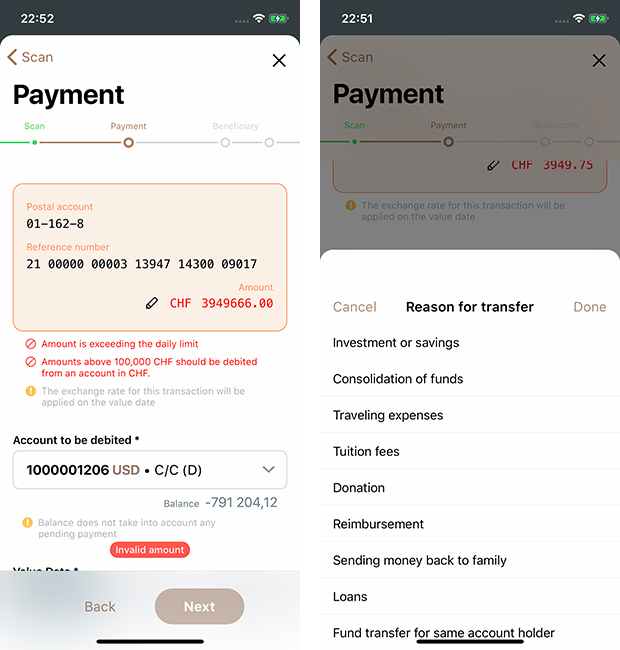 22:52
Scan
Payment
Scan
Payment
Beneficiary
Postal account
01-162-8
Reference number
21 00000 00003 13947 14300 09017
Amount
CHF 3949666.00
Amount is exceeding the daily limit
Amounts above 100,000 CHF should be debited
from an account in CHF.
The exchange rate for this transaction will be
applied on the value date
Account to be debited *
1000001206 USD • C/C (D)
Balance -791 204,12
Balance does not take into account any
pending payment
Invalid amount
Value Date *
Back
Next
22:51
Scan
Payment
Scan
Payment
Beneficiary
CHF 3949.75
The exchange rate for this transaction will be
applied on the value date
Cancel
Reason for transfer
Done
Investment or savings
Consolidation of funds
Traveling expenses
Tuition fees
Donation
Reimbursement
Sending money back to family
Loans
Fund transfer for same account holder